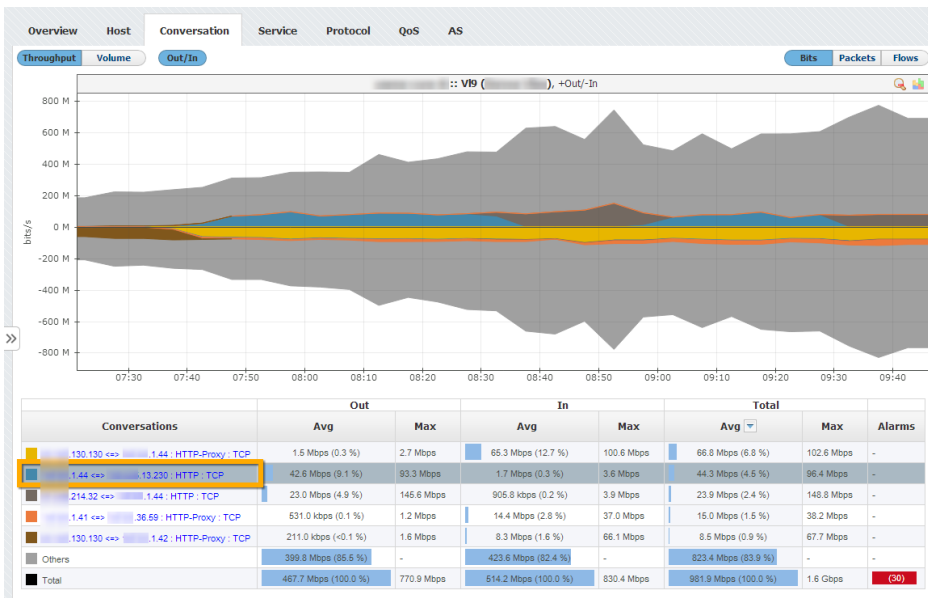 Overview Host Conversation Service Protocol QoS AS
Throughput Volume Out/In Bits Packets Flows
:: Vl9 ( ), +Out/-In
800 M
600 M
400 M
200 M
0 M
-200 M
-400 M
-600 M
-800 M
bits/s
07:30 07:40 07:50 08:00 08:10 08:20 08:30 08:40 08:50 09:00 09:10 09:20 09:30 09:40
Out In Total
Conversations Avg Max Avg Max Avg Max Alarms
.130.130 <=> .1.44 : HTTP-Proxy : TCP 1.5 Mbps (0.3 %) 2.7 Mbps 65.3 Mbps (12.7 %) 100.6 Mbps 66.8 Mbps (6.8 %) 102.6 Mbps -
.1.44 <=> .13.230 : HTTP : TCP 42.6 Mbps (9.1 %) 93.3 Mbps 1.7 Mbps (0.3 %) 3.6 Mbps 44.3 Mbps (4.5 %) 96.4 Mbps -
.214.32 <=> .1.44 : HTTP : TCP 23.0 Mbps (4.9 %) 145.6 Mbps 905.8 kbps (0.2 %) 3.9 Mbps 23.9 Mbps (2.4 %) 148.8 Mbps -
.1.41 <=> .36.59 : HTTP-Proxy : TCP 531.0 kbps (0.1 %) 1.2 Mbps 14.4 Mbps (2.8 %) 37.0 Mbps 15.0 Mbps (1.5 %) 38.2 Mbps -
.130.130 <=> .1.42 : HTTP-Proxy : TCP 211.0 kbps (<0.1 %) 1.6 Mbps 8.3 Mbps (1.6 %) 66.1 Mbps 8.5 Mbps (0.9 %) 67.7 Mbps -
Others 399.8 Mbps (85.5 %) 423.6 Mbps (82.4 %) 823.4 Mbps (83.9 %) -
Total 467.7 Mbps (100.0 %) 770.9 Mbps 514.2 Mbps (100.0 %) 830.4 Mbps 981.9 Mbps (100.0 %) 1.6 Gbps (30)